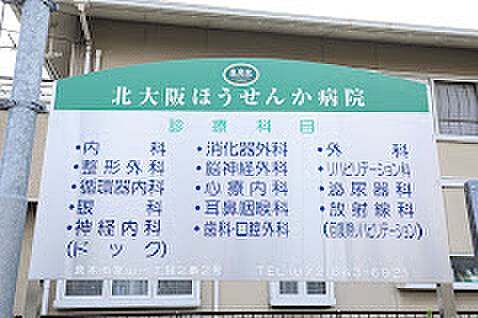 北大阪ほうせんか病院
診療科目
・内科 ・消化器外科 ・外科
・整形外科 ・脳神経外科 ・リハビリテーション科
・循環器内科 ・心療内科 ・泌尿器科
・眼科 ・耳鼻咽喉科 ・放射線科
・神経内科 ・歯科・口腔外科
(ドック)
TEL(072-643-6921